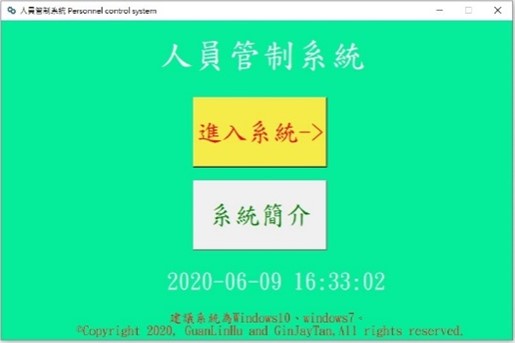 人員管制系統 Personnel control system
人員管制系統
進入系統->
系統簡介
2020-06-09 16:33:02
建議系統為Windows10、windows7。
©Copyright 2020, GuanLinHu and GinJayTan,All rights reserved.